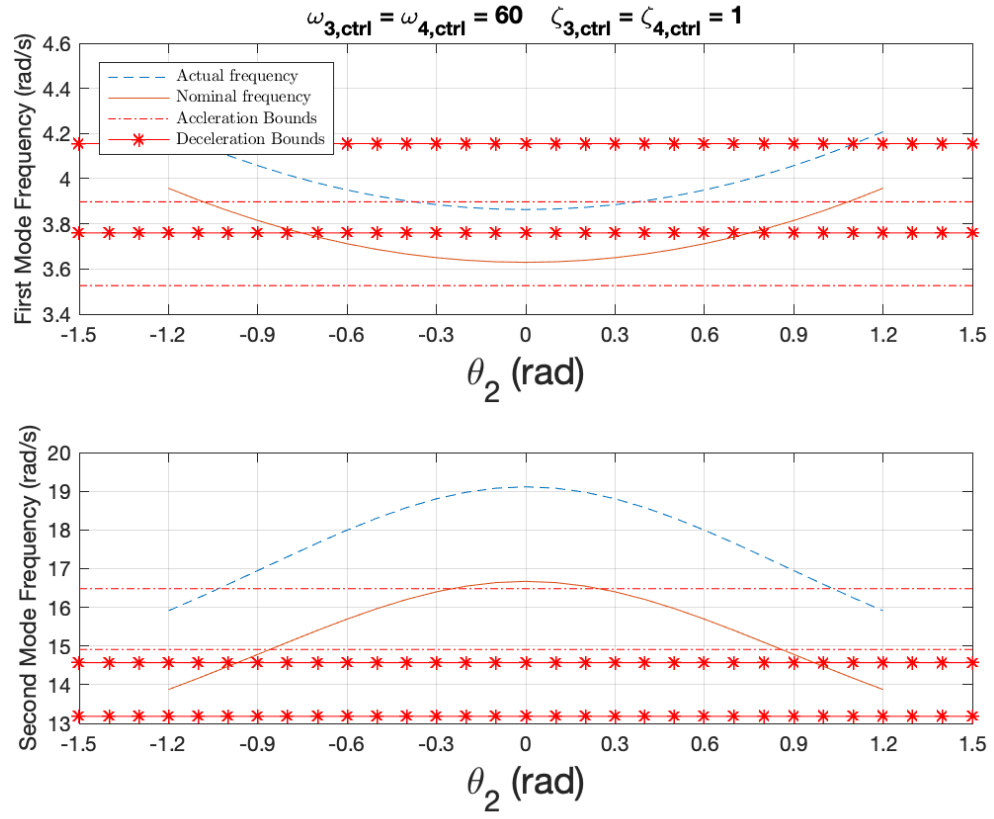 ω3,ctrl = ω4,ctrl = 60 ζ3,ctrl = ζ4,ctrl = 1
First Mode Frequency (rad/s)
4.6
4.4
4.2
4
3.8
3.6
3.4
Actual frequency
Nominal frequency
Accleration Bounds
Deceleration Bounds
-1.5 -1.2 -0.9 -0.6 -0.3 0 0.3 0.6 0.9 1.2 1.5
θ2 (rad)
Second Mode Frequency (rad/s)
20
19
18
17
16
15
14
13
-1.5 -1.2 -0.9 -0.6 -0.3 0 0.3 0.6 0.9 1.2 1.5
θ2 (rad)